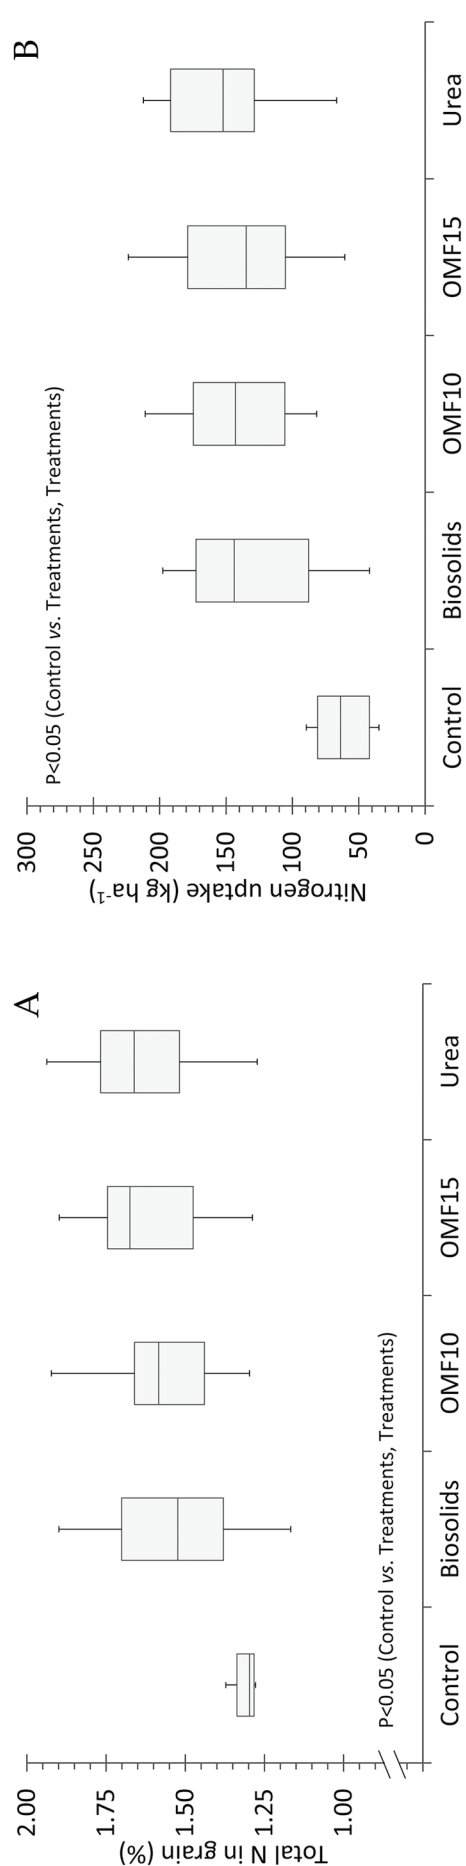 A
Total N in grain (%)
2.00
1.75
1.50
1.25
1.00
P<0.05 (Control vs. Treatments, Treatments)
Control Biosolids OMF10 OMF15 Urea
B
Nitrogen uptake (kg ha⁻¹)
300
250
200
150
100
50
0
P<0.05 (Control vs. Treatments, Treatments)
Control Biosolids OMF10 OMF15 Urea